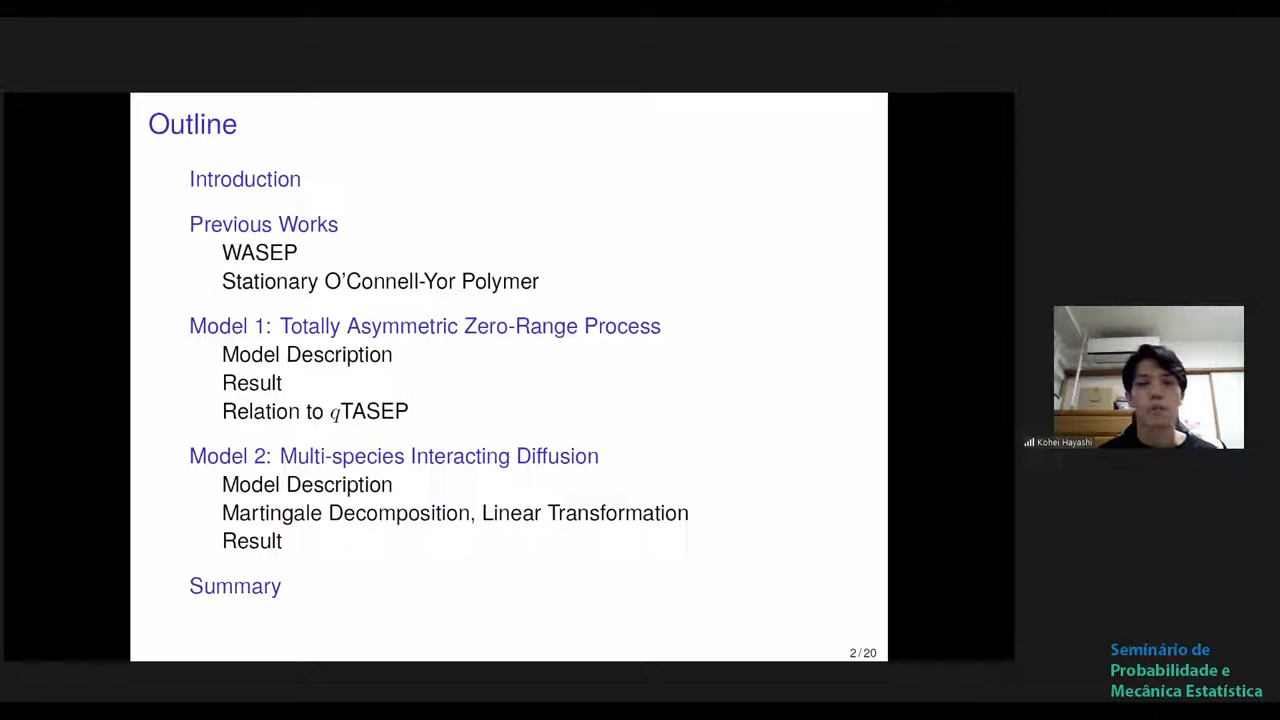 Outline
Introduction
Previous Works
WASEP
Stationary O'Connell-Yor Polymer
Model 1: Totally Asymmetric Zero-Range Process
Model Description
Result
Relation to qTASEP
Model 2: Multi-species Interacting Diffusion
Model Description
Martingale Decomposition, Linear Transformation
Result
Summary
2 / 20
Kohei Hayashi
Seminário de
Probabilidade e
Mecânica Estatística